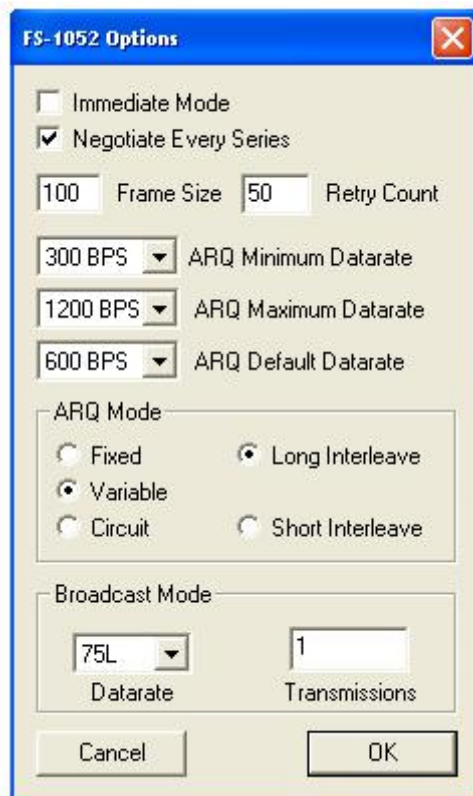 FS-1052 Options
Immediate Mode
Negotiate Every Series
100 Frame Size 50 Retry Count
300 BPS ARQ Minimum Datarate
1200 BPS ARQ Maximum Datarate
600 BPS ARQ Default Datarate
ARQ Mode
Fixed Long Interleave
Variable
Circuit Short Interleave
Broadcast Mode
75L 1
Datarate Transmissions
Cancel OK